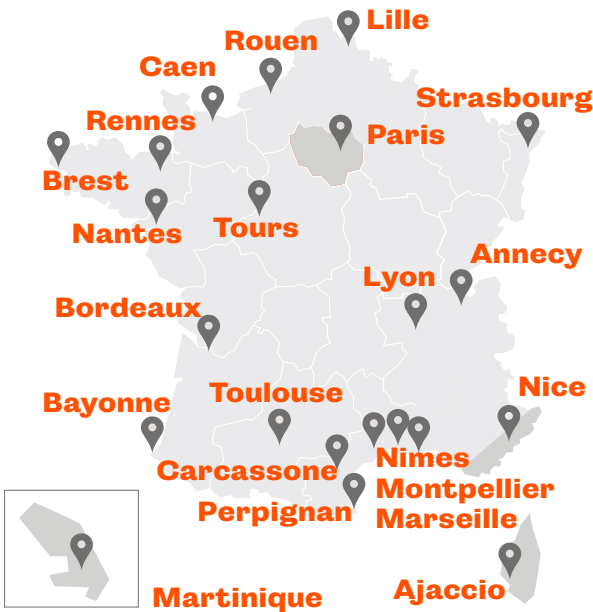 Lille
Rouen
Caen
Strasbourg
Rennes
Paris
Brest
Tours
Nantes
Annecy
Lyon
Bordeaux
Nice
Toulouse
Bayonne
Nimes
Carcassone
Montpellier
Perpignan
Marseille
Ajaccio
Martinique